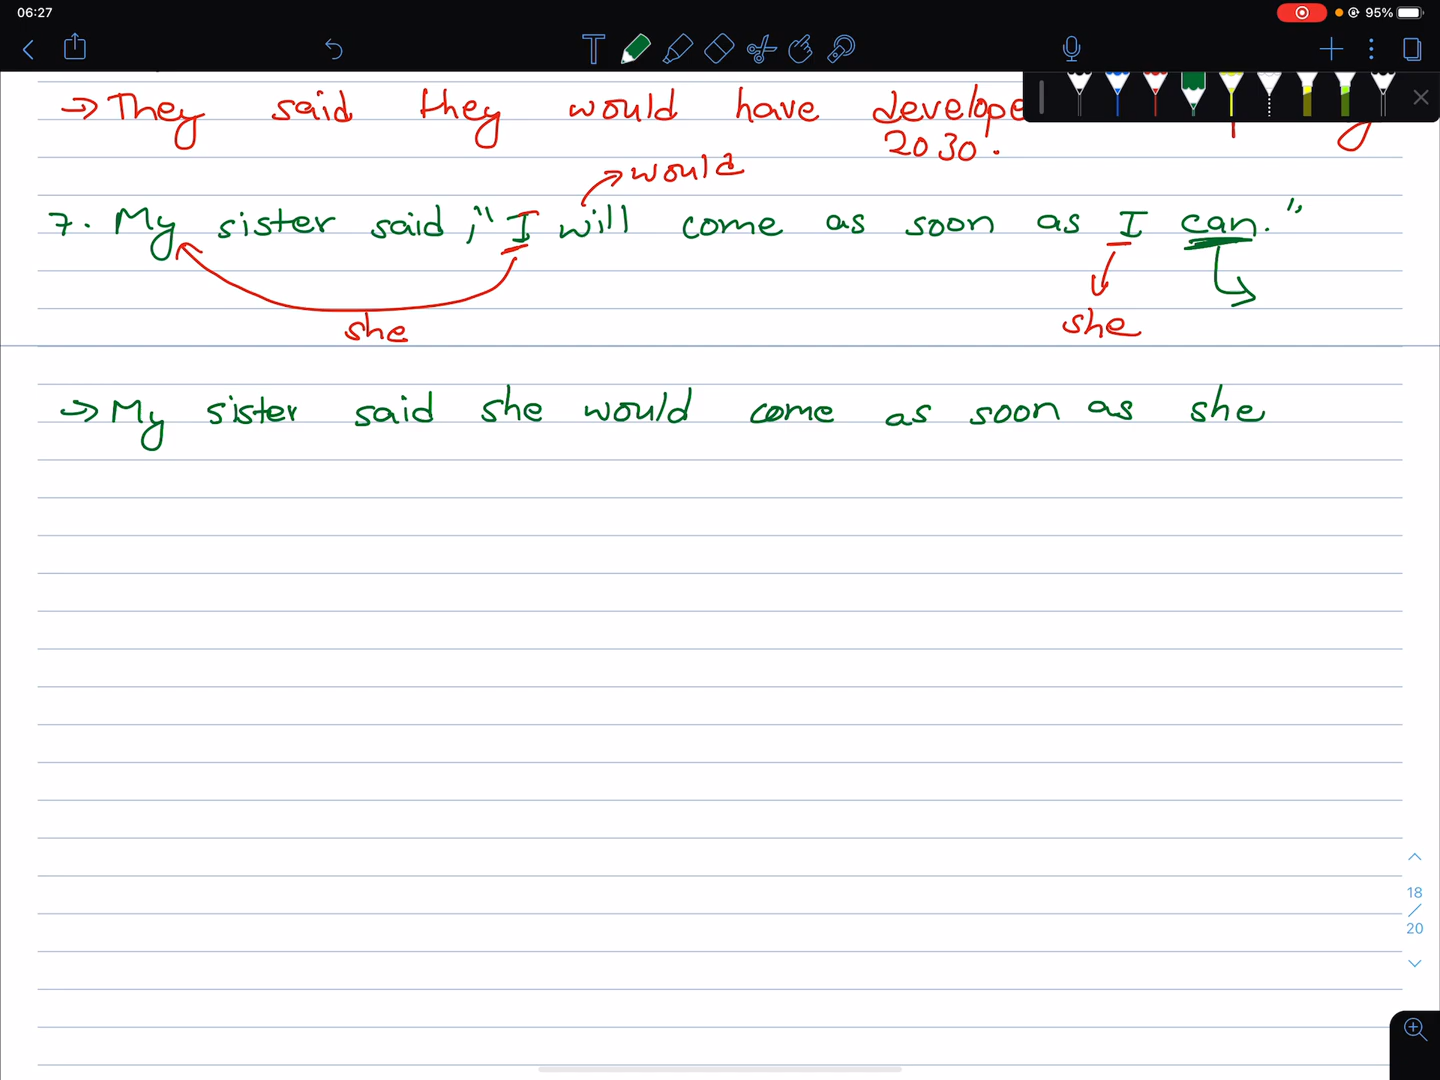 06:27
95%
→ They said they would have develope
2030.
would
7. My sister said, "I will come as soon as I can."
she
she
→ My sister said she would come as soon as she
18
/
20